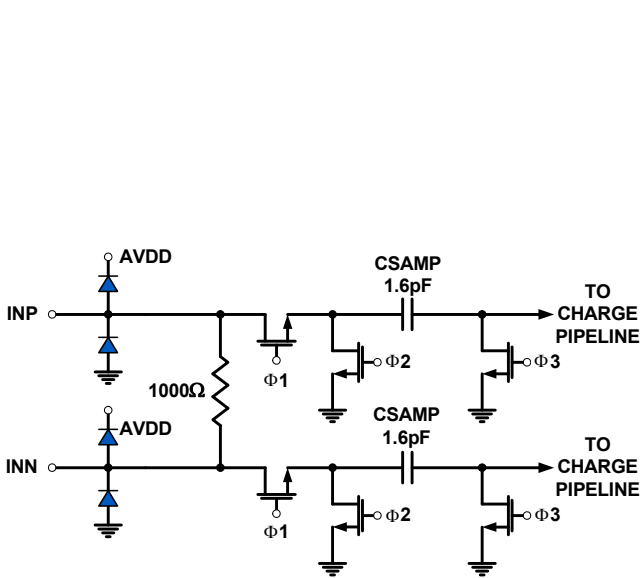 AVDD
CSAMP
1.6pF
INP
TO
CHARGE
PIPELINE
Φ1
Φ2
Φ3
1000Ω
AVDD
CSAMP
1.6pF
INN
TO
CHARGE
PIPELINE
Φ1
Φ2
Φ3